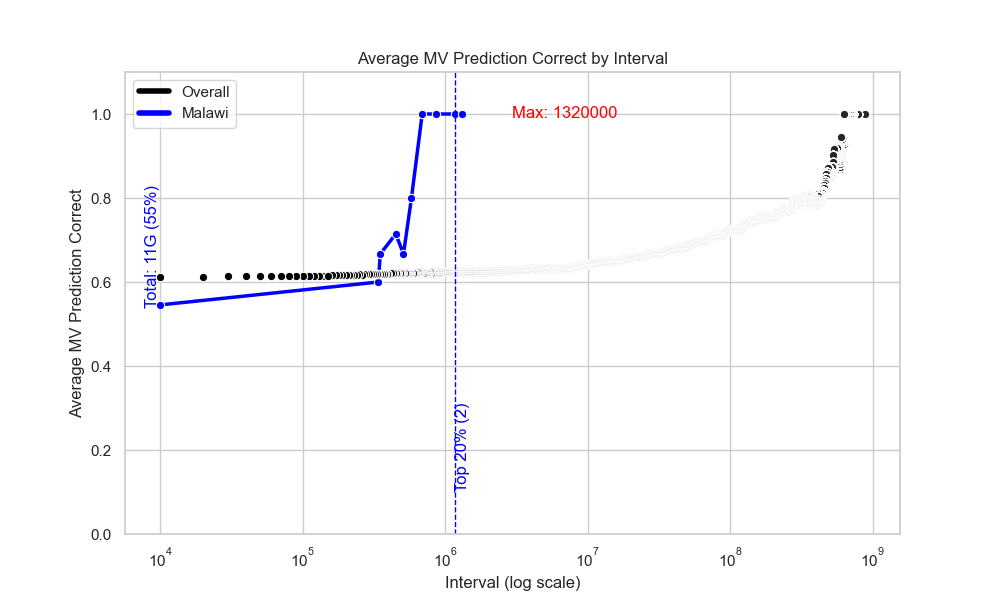 Average MV Prediction Correct by Interval
Overall
Malawi
Max: 1320000
Total: 11G (55%)
Top 20% (2)
Average MV Prediction Correct
1.0
0.8
0.6
0.4
0.2
0.0
10^4
10^5
10^6
10^7
10^8
10^9
Interval (log scale)